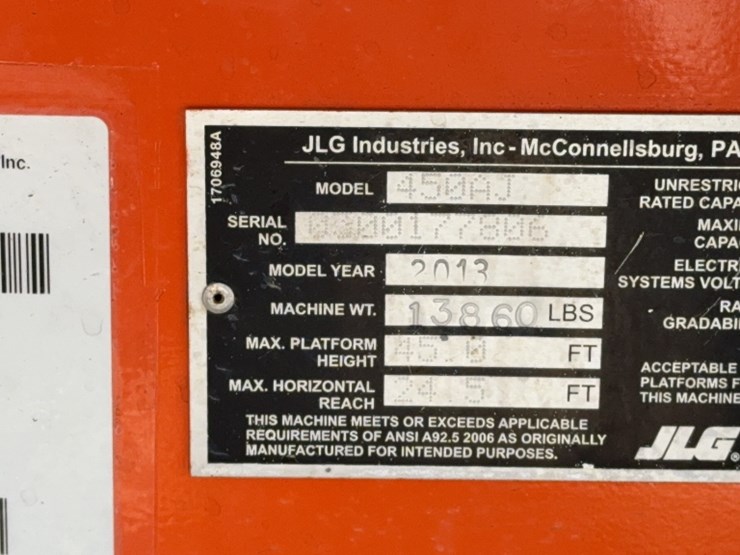 Inc.
1706948A
JLG Industries, Inc - McConnellsburg, PA
MODEL 450AJ
SERIAL NO.
MODEL YEAR 2013
MACHINE WT. 13860 LBS
MAX. PLATFORM HEIGHT 45.0 FT
MAX. HORIZONTAL REACH 24.5 FT
THIS MACHINE MEETS OR EXCEEDS APPLICABLE
REQUIREMENTS OF ANSI A92.5 2006 AS ORIGINALLY
MANUFACTURED FOR INTENDED PURPOSES.
UNRESTRIC
RATED CAPA
MAXI
CAPAC
ELECTR
SYSTEMS VOLT
RA
GRADABI
ACCEPTABLE
PLATFORMS F
THIS MACHINE
JLG®